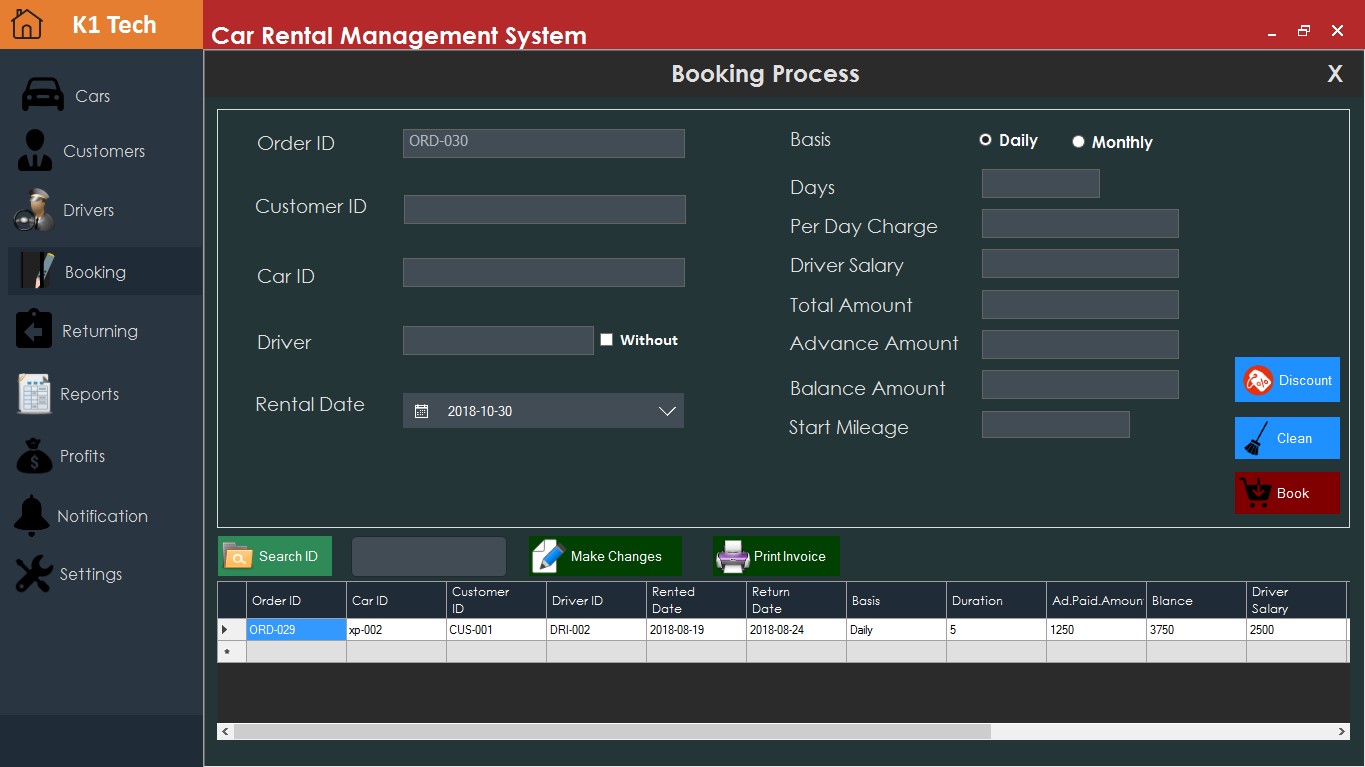 K1 Tech
Car Rental Management System
Booking Process
X
Cars
Customers
Drivers
Booking
Returning
Reports
Profits
Notification
Settings
Order ID
ORD-030
Customer ID
Car ID
Driver
Without
Rental Date
2018-10-30
Basis
Daily
Monthly
Days
Per Day Charge
Driver Salary
Total Amount
Advance Amount
Balance Amount
Start Mileage
Discount
Clean
Book
Search ID
Make Changes
Print Invoice
Order ID Car ID Customer ID Driver ID Rented Date Return Date Basis Duration Ad.Paid.Amoun Blance Driver Salary
ORD-029 xp-002 CUS-001 DRI-002 2018-08-19 2018-08-24 Daily 5 1250 3750 2500